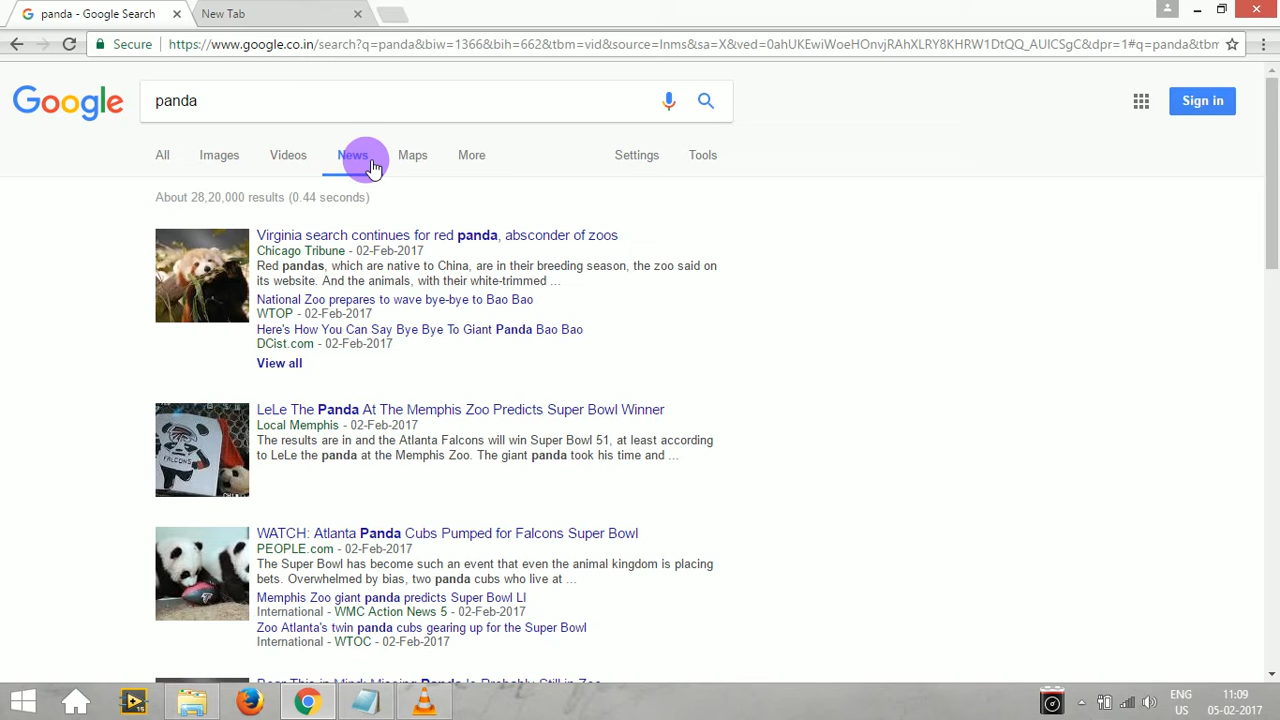 panda - Google Search
New Tab
Secure
https://www.google.co.in/search?q=panda&biw=1366&bih=662&tbm=vid&source=lnms&sa=X&ved=0ahUKEwiWoeHOnvjRAhXLRY8KHRW1DtQQ_AUICSgC&dpr=1#q=panda&tbm
Google
panda
Sign in
All Images Videos News Maps More Settings Tools
About 28,20,000 results (0.44 seconds)
Virginia search continues for red panda, absconder of zoos
Chicago Tribune - 02-Feb-2017
Red pandas, which are native to China, are in their breeding season, the zoo said on
its website. And the animals, with their white-trimmed ...
National Zoo prepares to wave bye-bye to Bao Bao
WTOP - 02-Feb-2017
Here's How You Can Say Bye Bye To Giant Panda Bao Bao
DCist.com - 02-Feb-2017
View all
LeLe The Panda At The Memphis Zoo Predicts Super Bowl Winner
Local Memphis - 02-Feb-2017
The results are in and the Atlanta Falcons will win Super Bowl 51, at least according
to LeLe the panda at the Memphis Zoo. The giant panda took his time and ...
FALCONS
WATCH: Atlanta Panda Cubs Pumped for Falcons Super Bowl
PEOPLE.com - 02-Feb-2017
The Super Bowl has become such an event that even the animal kingdom is placing
bets. Overwhelmed by bias, two panda cubs who live at ...
Memphis Zoo giant panda predicts Super Bowl LI
International - WMC Action News 5 - 02-Feb-2017
Zoo Atlanta's twin panda cubs gearing up for the Super Bowl
International - WTOC - 02-Feb-2017
Bear This in Mind: Missing Panda Is Probably Still in Zoo
ENG
US
11:09
05-02-2017